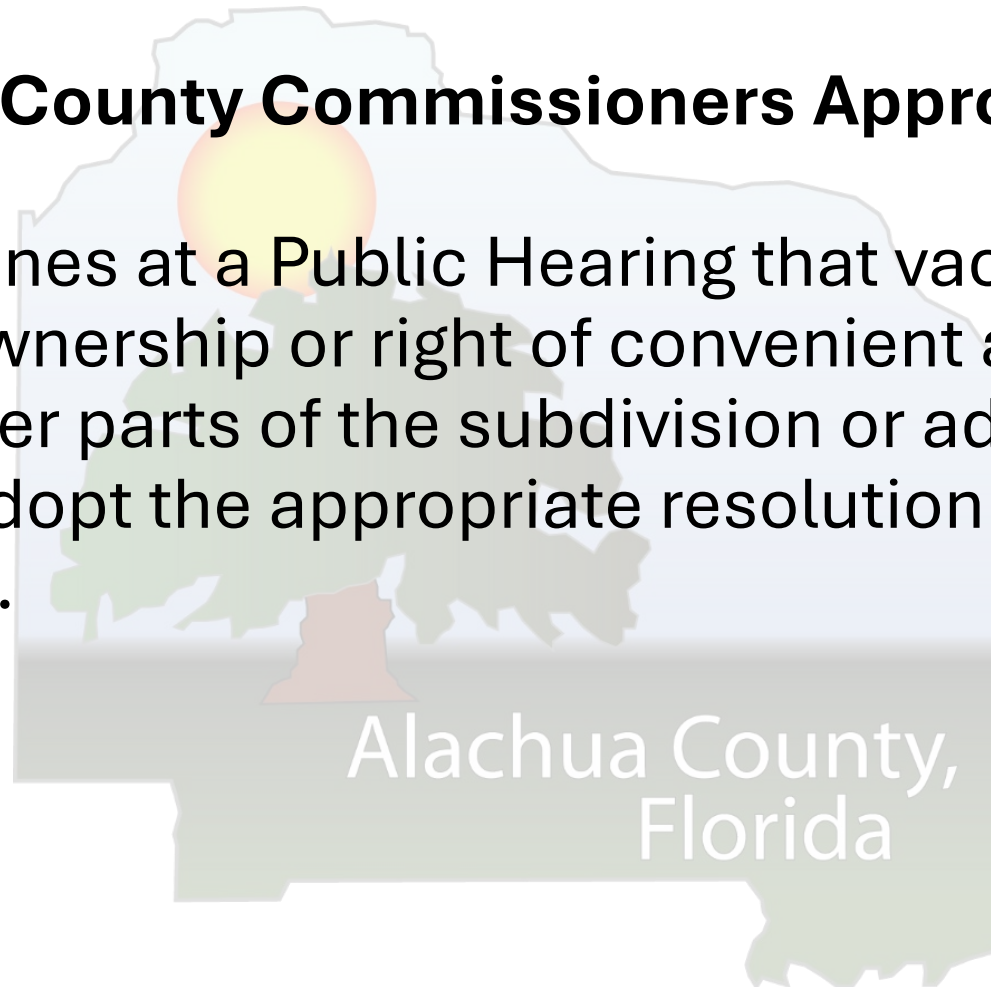 County Commissioners Appro
nes at a Public Hearing that vac
wnership or right of convenient a
er parts of the subdivision or ad
dopt the appropriate resolution
.
Alachua County,
Florida